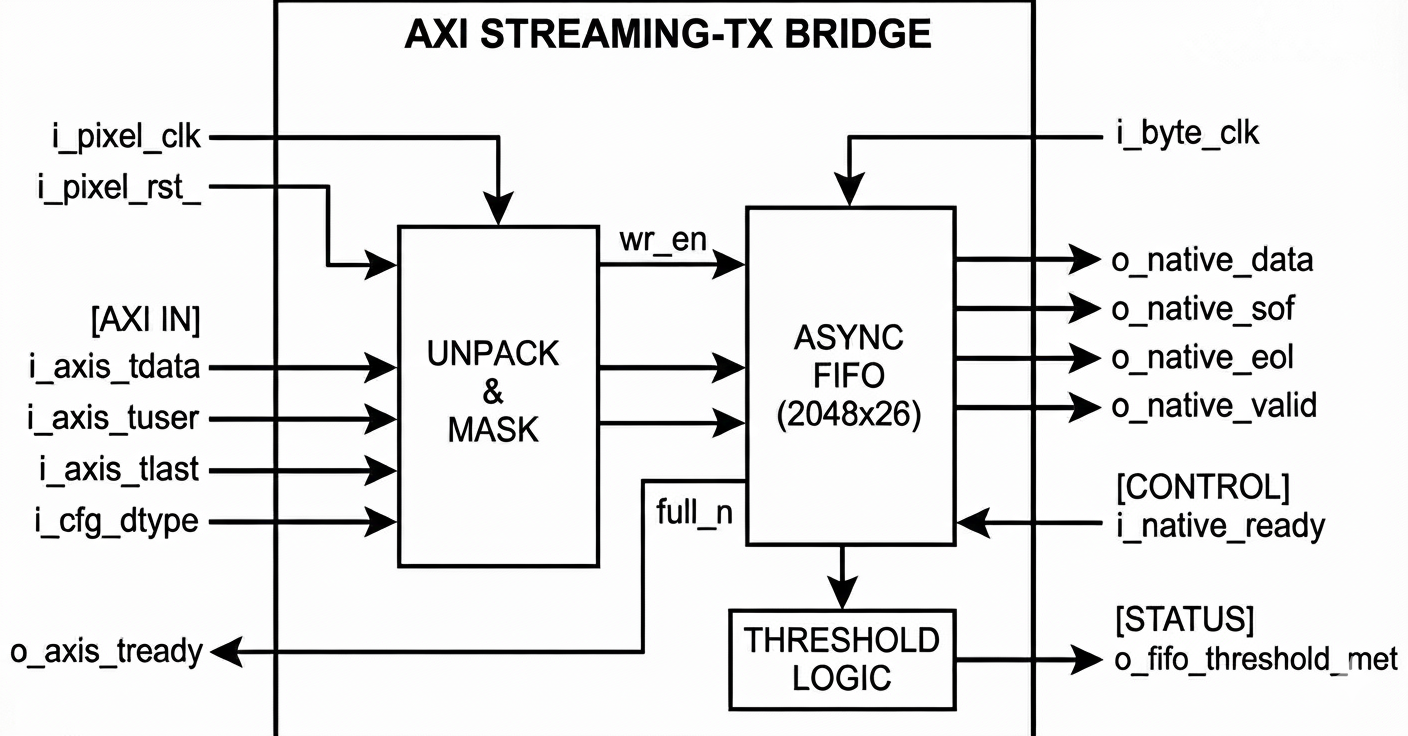 AXI STREAMING-TX BRIDGE
i_pixel_clk
i_pixel_rst_
[AXI IN]
i_axis_tdata
i_axis_tuser
i_axis_tlast
i_cfg_dtype
o_axis_tready
UNPACK
&
MASK
wr_en
full_n
ASYNC
FIFO
(2048x26)
THRESHOLD
LOGIC
i_byte_clk
o_native_data
o_native_sof
o_native_eol
o_native_valid
[CONTROL]
i_native_ready
[STATUS]
o_fifo_threshold_met